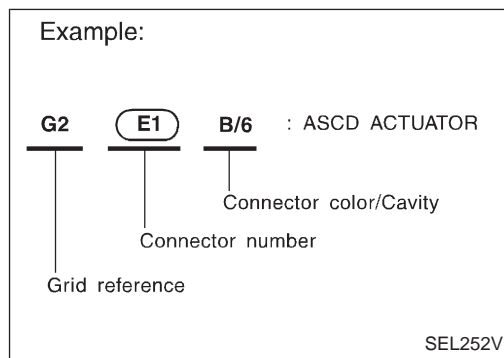 Example:
G2 E1 B/6 : ASCD ACTUATOR
Connector color/Cavity
Connector number
Grid reference
SEL252V